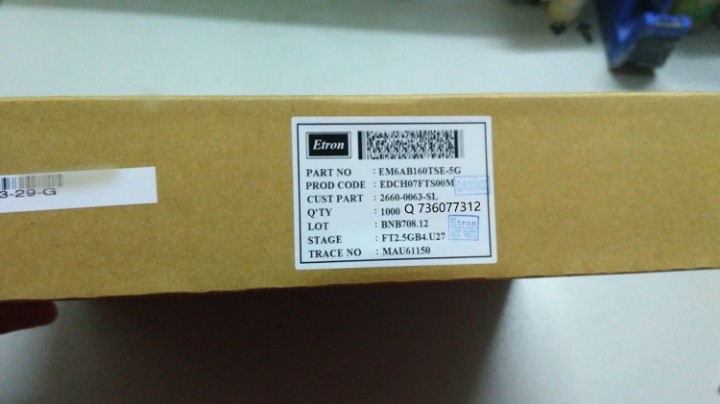 Etron
PART NO : EM6AB160TSE-5G
PROD CODE : EDCH07FTS00M
CUST PART : 2660-0063-SL
Q'TY : 1000 Q 736077312
LOT : BNB708.12
STAGE : FT2.5GB4.U27
TRACE NO : MAU61150
Etron
3-29-G